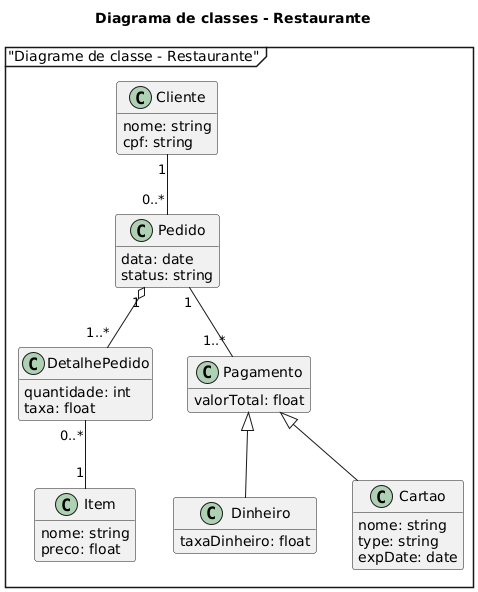 Diagrama de classes - Restaurante
"Diagrame de classe - Restaurante"
C Cliente
nome: string
cpf: string
1
0..*
C Pedido
data: date
status: string
1
1
1..*
1..*
C DetalhePedido
quantidade: int
taxa: float
C Pagamento
valorTotal: float
0..*
1
C Item
nome: string
preco: float
C Dinheiro
taxaDinheiro: float
C Cartao
nome: string
type: string
expDate: date